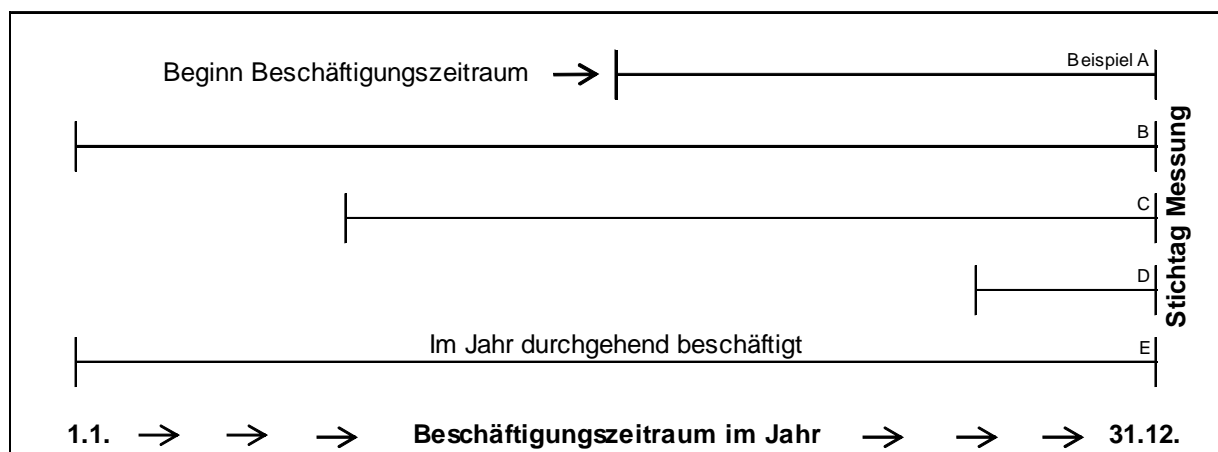 Beispiel A
Beginn Beschäftigungszeitraum →
B
C
D
Stichtag Messung
Im Jahr durchgehend beschäftigt
E
1.1. → → → Beschäftigungszeitraum im Jahr → → → 31.12.